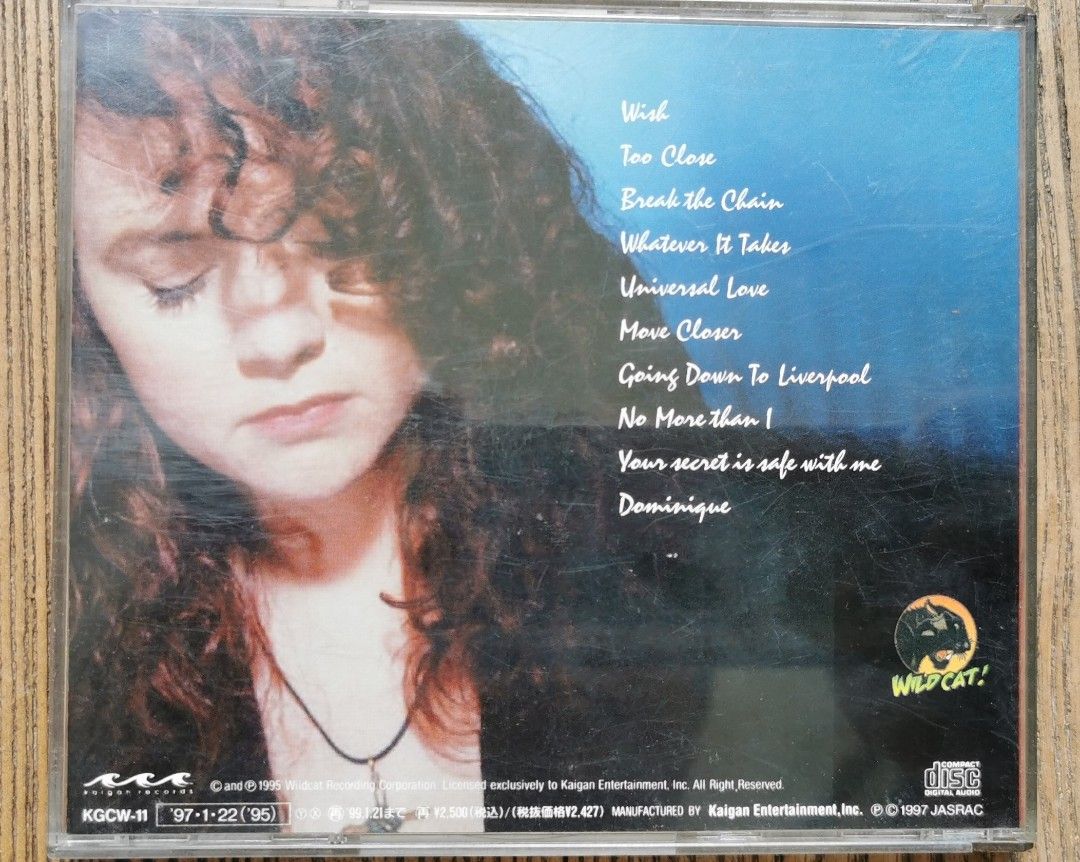 Wish
Too Close
Break the Chain
Whatever It Takes
Universal Love
Move Closer
Going Down To Liverpool
No More than I
Your secret is safe with me
Dominique
WILDCAT!
kaigan records
© and ℗ 1995 Wildcat Recording Corporation. Licensed exclusively to Kaigan Entertainment, Inc. All Right Reserved.
COMPACT
disc
DIGITAL AUDIO
KGCW-11 '97・1・22 ('95) Ⓨ Ⓧ 再 '99.1.21まで 再 ¥2,500(税込)/(税抜価格¥2,427) MANUFACTURED BY Kaigan Entertainment, Inc. ℗ © 1997 JASRAC